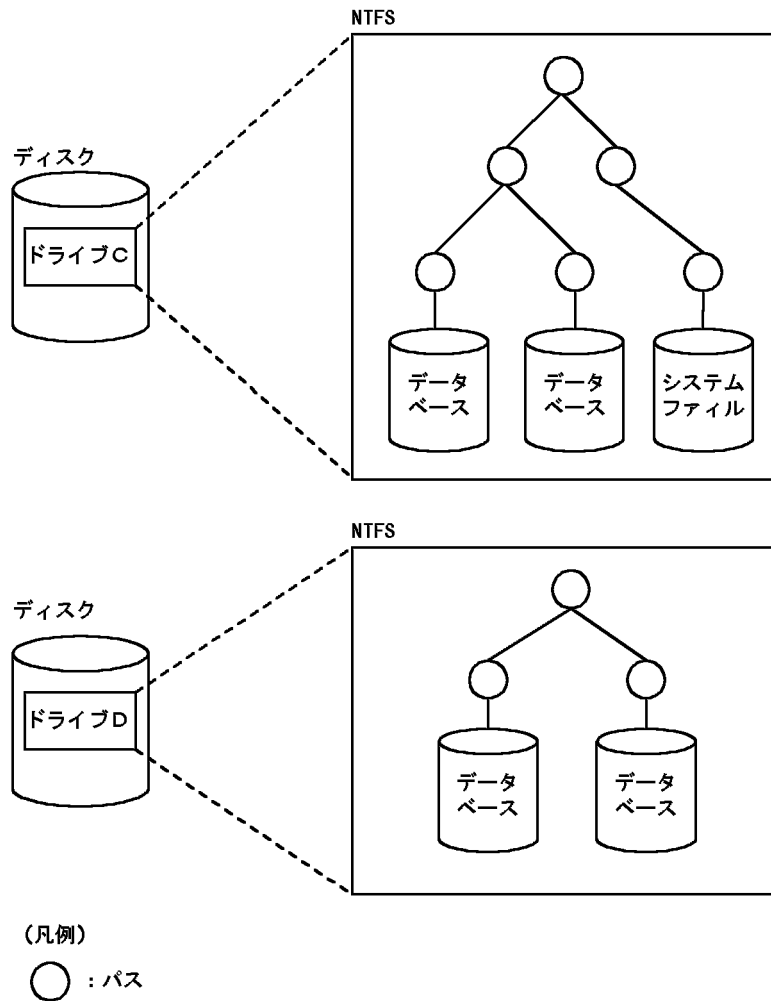 NTFS
ディスク
ドライブC
データ
ベース
データ
ベース
システム
ファイル
NTFS
ディスク
ドライブD
データ
ベース
データ
ベース
(凡例)
:パス